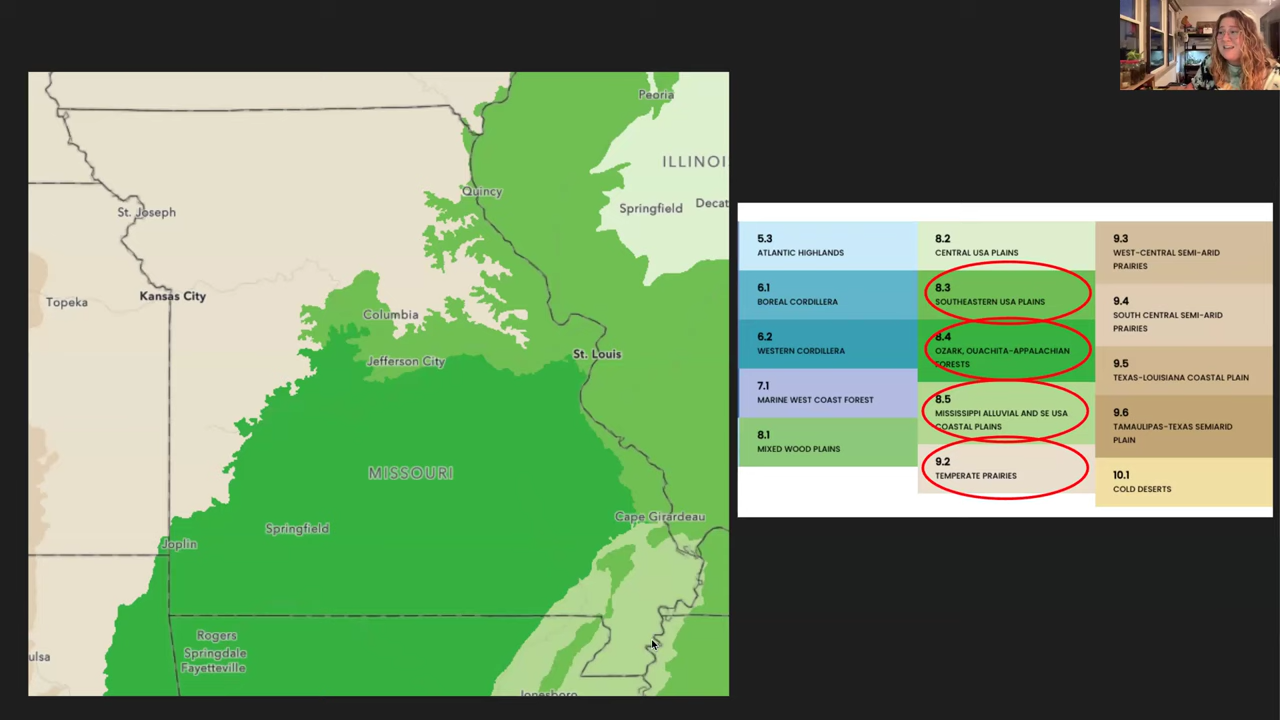 Peoria
ILLINOI
Quincy
St. Joseph
Springfield
Decat
Kansas City
Topeka
Columbia
St. Louis
Jefferson City
MISSOURI
Cape Girardeau
Springfield
Joplin
Rogers
ulsa
Springdale
Fayetteville
Jonesboro
5.3
ATLANTIC HIGHLANDS
6.1
BOREAL CORDILLERA
6.2
WESTERN CORDILLERA
7.1
MARINE WEST COAST FOREST
8.1
MIXED WOOD PLAINS
8.2
CENTRAL USA PLAINS
8.3
SOUTHEASTERN USA PLAINS
8.4
OZARK, OUACHITA-APPALACHIAN
FORESTS
8.5
MISSISSIPPI ALLUVIAL AND SE USA
COASTAL PLAINS
9.2
TEMPERATE PRAIRIES
9.3
WEST-CENTRAL SEMI-ARID
PRAIRIES
9.4
SOUTH CENTRAL SEMI-ARID
PRAIRIES
9.5
TEXAS-LOUISIANA COASTAL PLAIN
9.6
TAMAULIPAS-TEXAS SEMIARID
PLAIN
10.1
COLD DESERTS